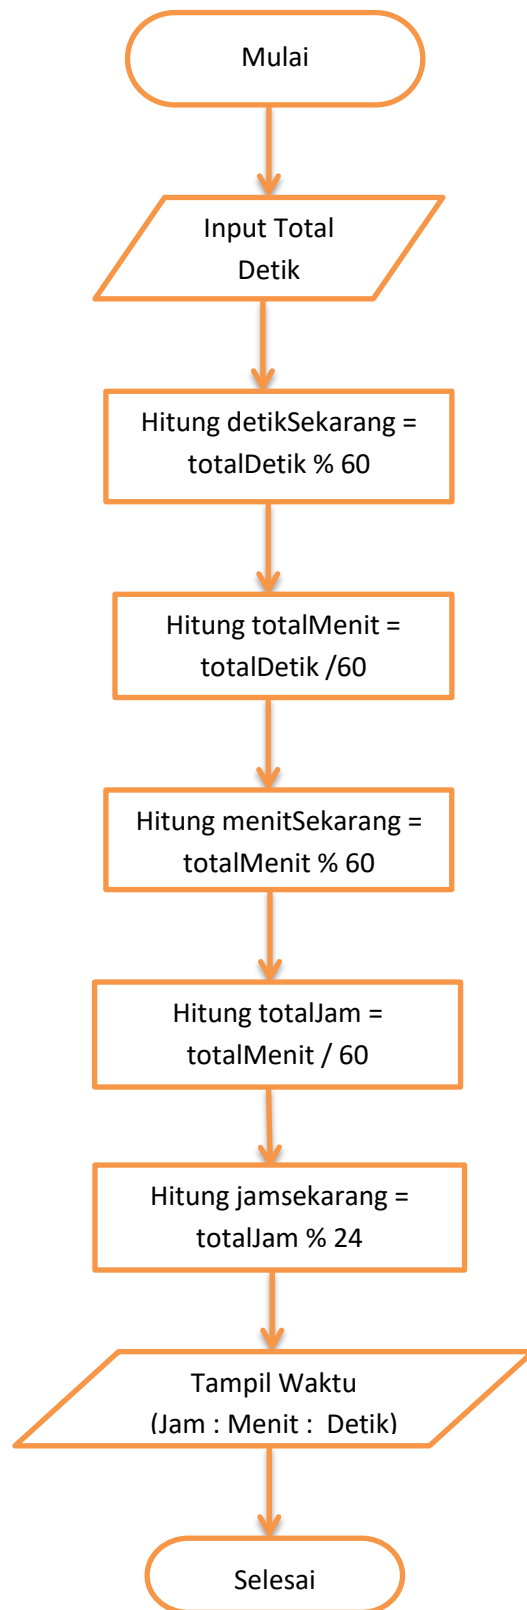 Mulai
Input Total
Detik
Hitung detikSekarang =
totalDetik % 60
Hitung totalMenit =
totalDetik /60
Hitung menitSekarang =
totalMenit % 60
Hitung totalJam =
totalMenit / 60
Hitung jamsekarang =
totalJam % 24
Tampil Waktu
(Jam : Menit : Detik)
Selesai